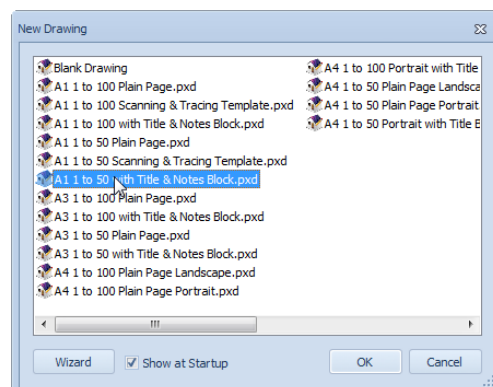 New Drawing
Blank Drawing
A1 1 to 100 Plain Page.pxd
A1 1 to 100 Scanning & Tracing Template.pxd
A1 1 to 100 with Title & Notes Block.pxd
A1 1 to 50 Plain Page.pxd
A1 1 to 50 Scanning & Tracing Template.pxd
A1 1 to 50 with Title & Notes Block.pxd
A3 1 to 100 Plain Page.pxd
A3 1 to 100 with Title & Notes Block.pxd
A3 1 to 50 Plain Page.pxd
A3 1 to 50 with Title & Notes Block.pxd
A4 1 to 100 Plain Page Landscape.pxd
A4 1 to 100 Plain Page Portrait.pxd
A4 1 to 100 Portrait with Title
A4 1 to 50 Plain Page Landsca
A4 1 to 50 Plain Page Portrait
A4 1 to 50 Portrait with Title B
Wizard
Show at Startup
OK
Cancel